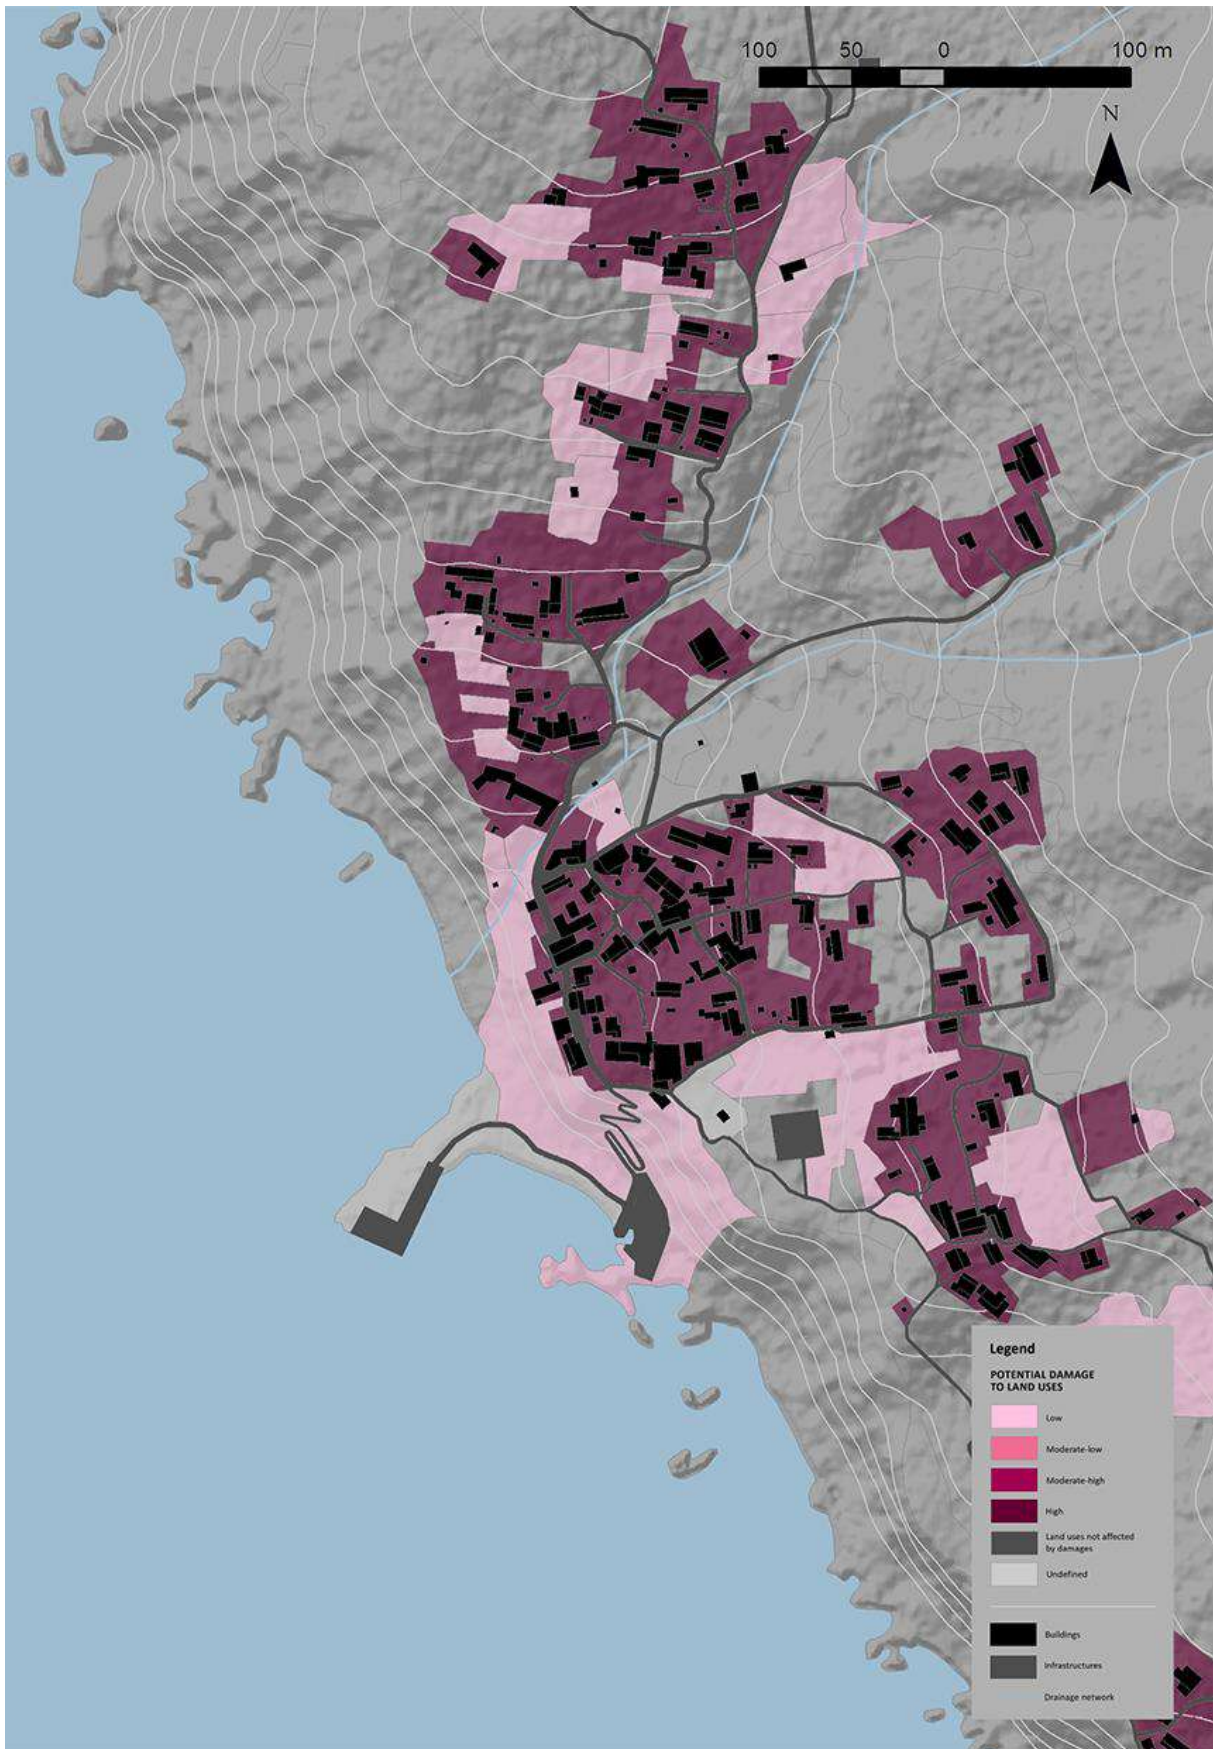 100 50 0 100 m
N
Legend
POTENTIAL DAMAGE
TO LAND USES
Low
Moderate-low
Moderate-high
High
Land uses not affected
by damages
Undefined
Buildings
Infrastructures
Drainage network